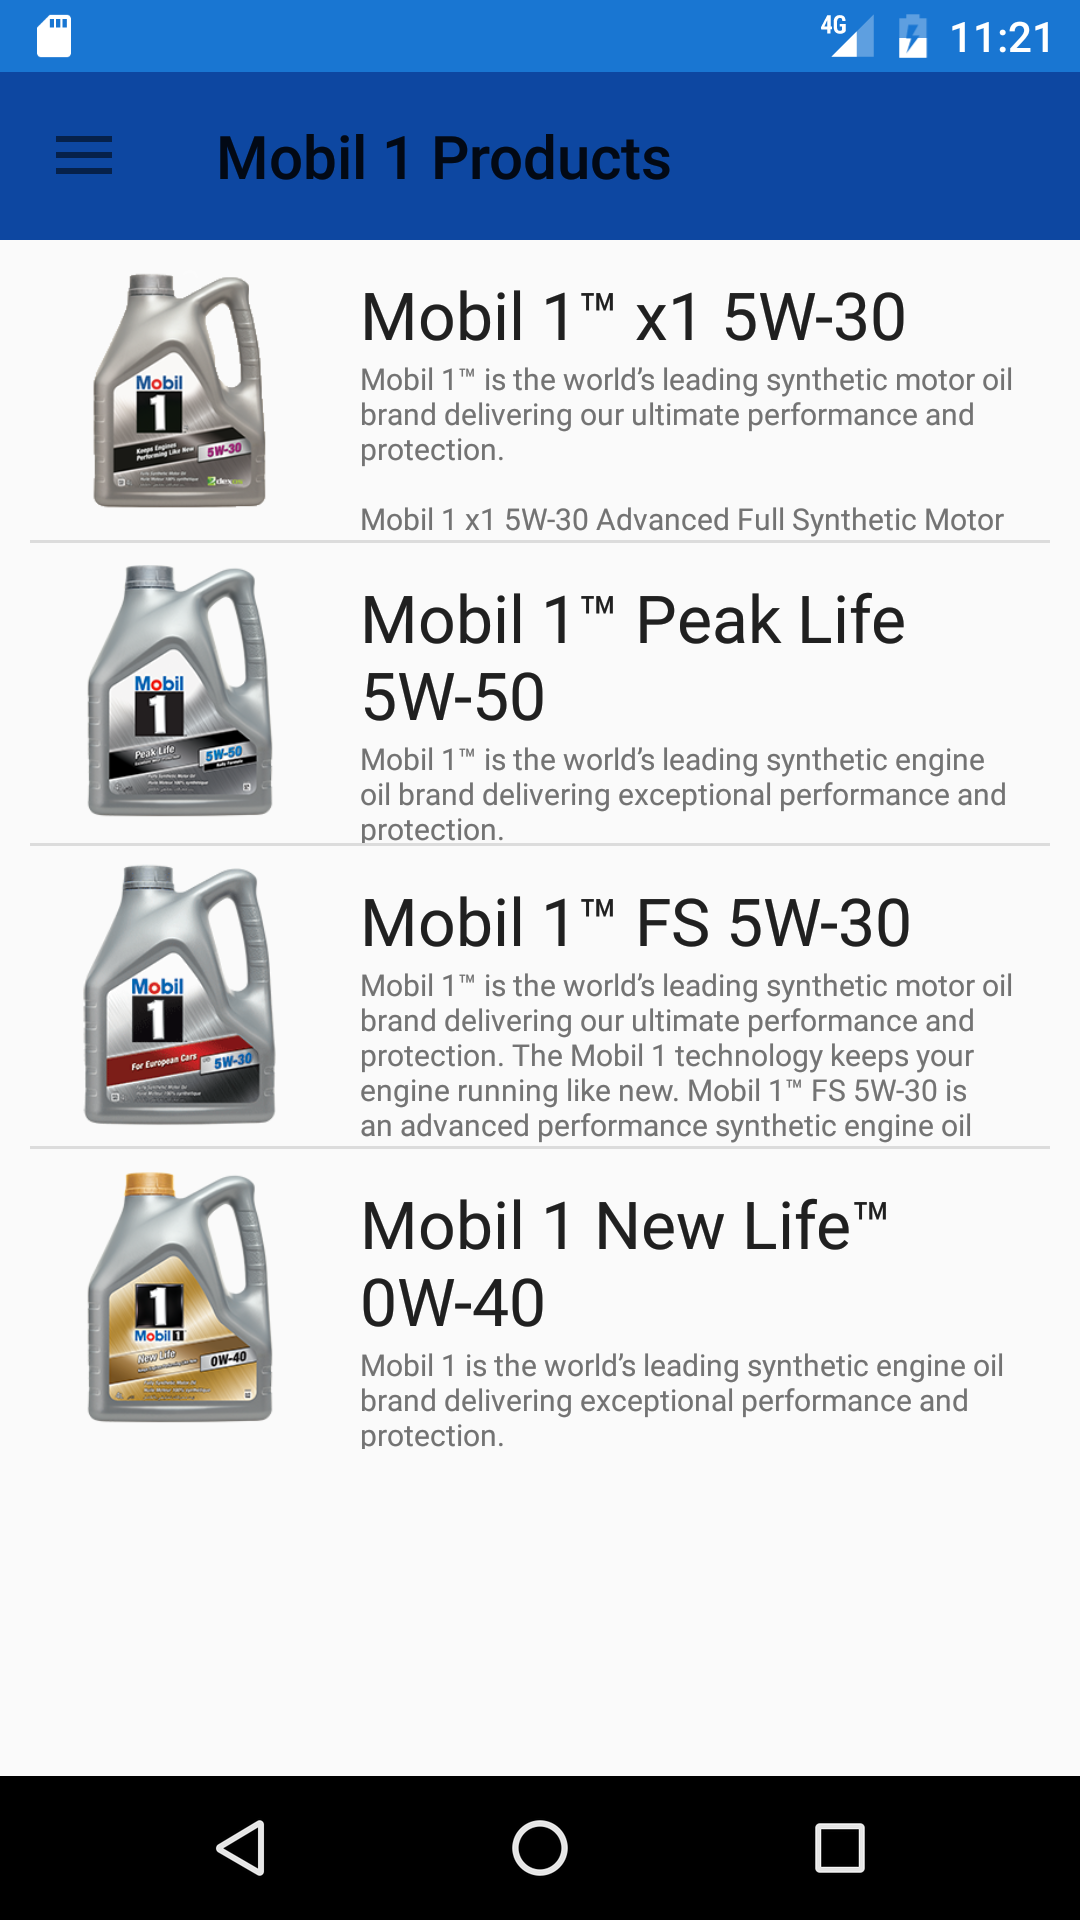 4G 11:21
Mobil 1 Products
Mobil 1™ x1 5W-30
Mobil 1™ is the world's leading synthetic motor oil
brand delivering our ultimate performance and
protection.
Mobil 1 x1 5W-30 Advanced Full Synthetic Motor
Mobil
1
Keeps Engines
Performing Like New
5W-30
Mobil 1™ Peak Life
5W-50
Mobil 1™ is the world's leading synthetic engine
oil brand delivering exceptional performance and
protection.
Mobil
1
Peak Life
5W-50
Mobil 1™ FS 5W-30
Mobil 1™ is the world's leading synthetic motor oil
brand delivering our ultimate performance and
protection. The Mobil 1 technology keeps your
engine running like new. Mobil 1™ FS 5W-30 is
an advanced performance synthetic engine oil
Mobil
1
For European Cars
5W-30
Mobil 1 New Life™
0W-40
Mobil 1 is the world's leading synthetic engine oil
brand delivering exceptional performance and
protection.
1
Mobil 1
New Life
0W-40